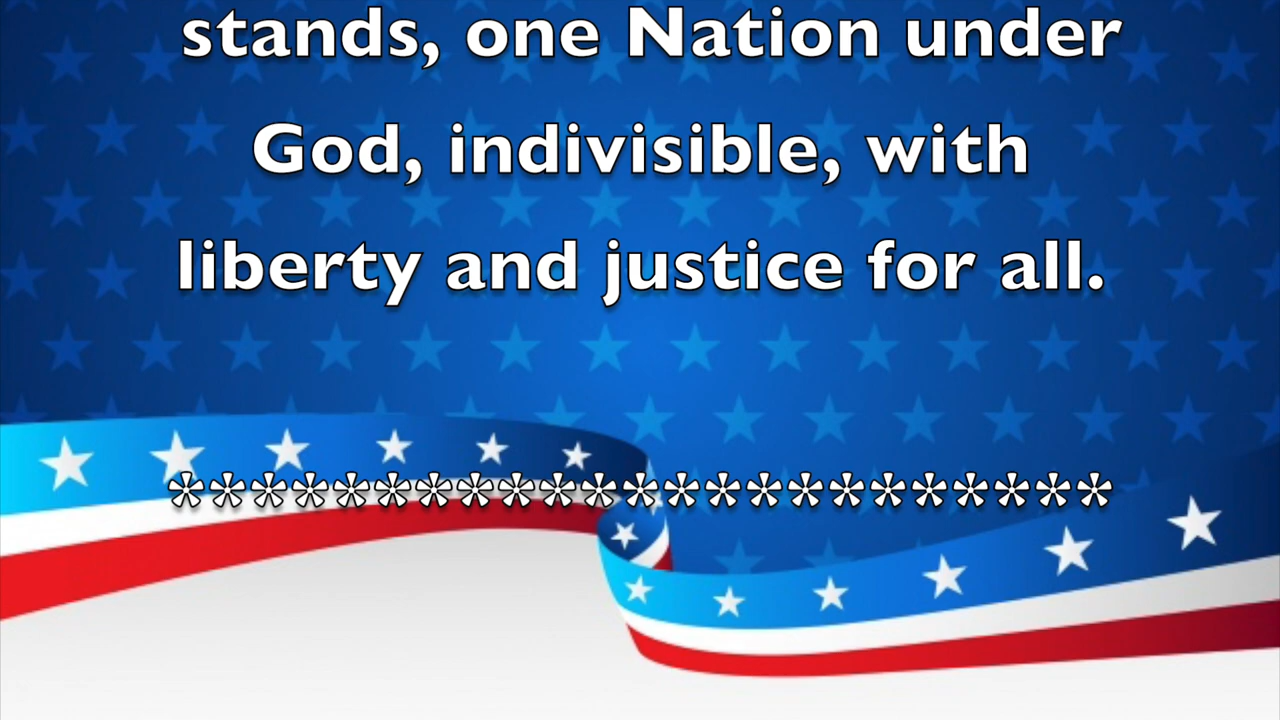 stands, one Nation under
God, indivisible, with
liberty and justice for all.
***********************